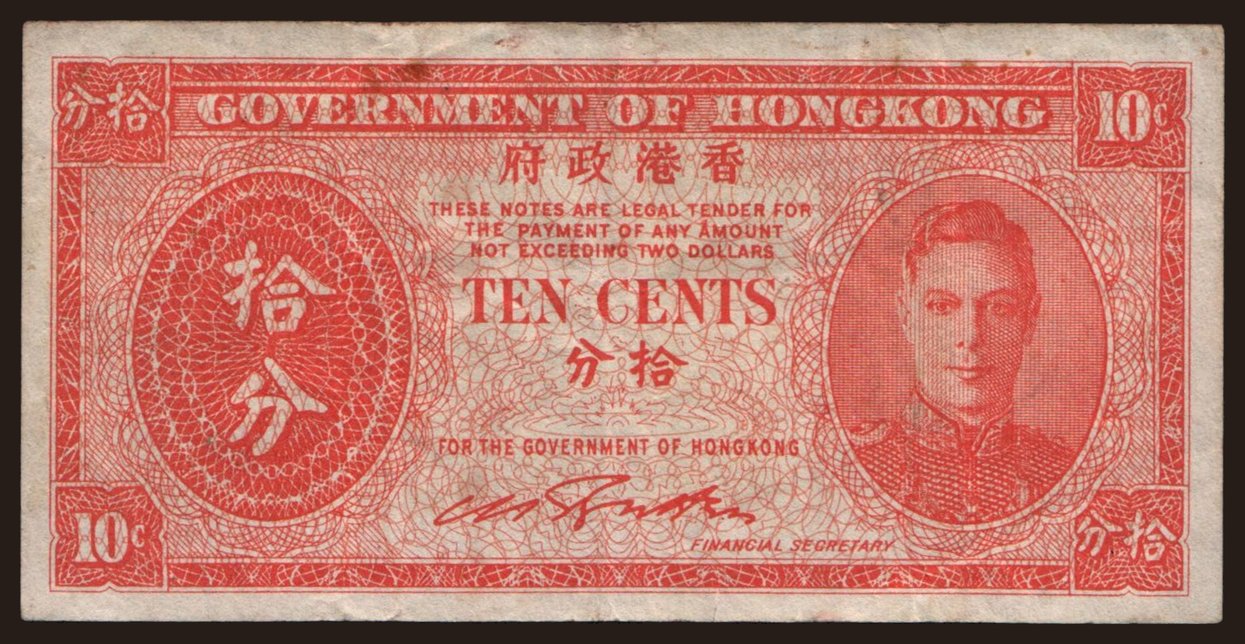 分拾
GOVERNMENT OF HONGKONG
10c
府政港香
THESE NOTES ARE LEGAL TENDER FOR
THE PAYMENT OF ANY AMOUNT
NOT EXCEEDING TWO DOLLARS
TEN CENTS
分拾
拾
分
FOR THE GOVERNMENT OF HONGKONG
FINANCIAL SECRETARY
10c
分拾